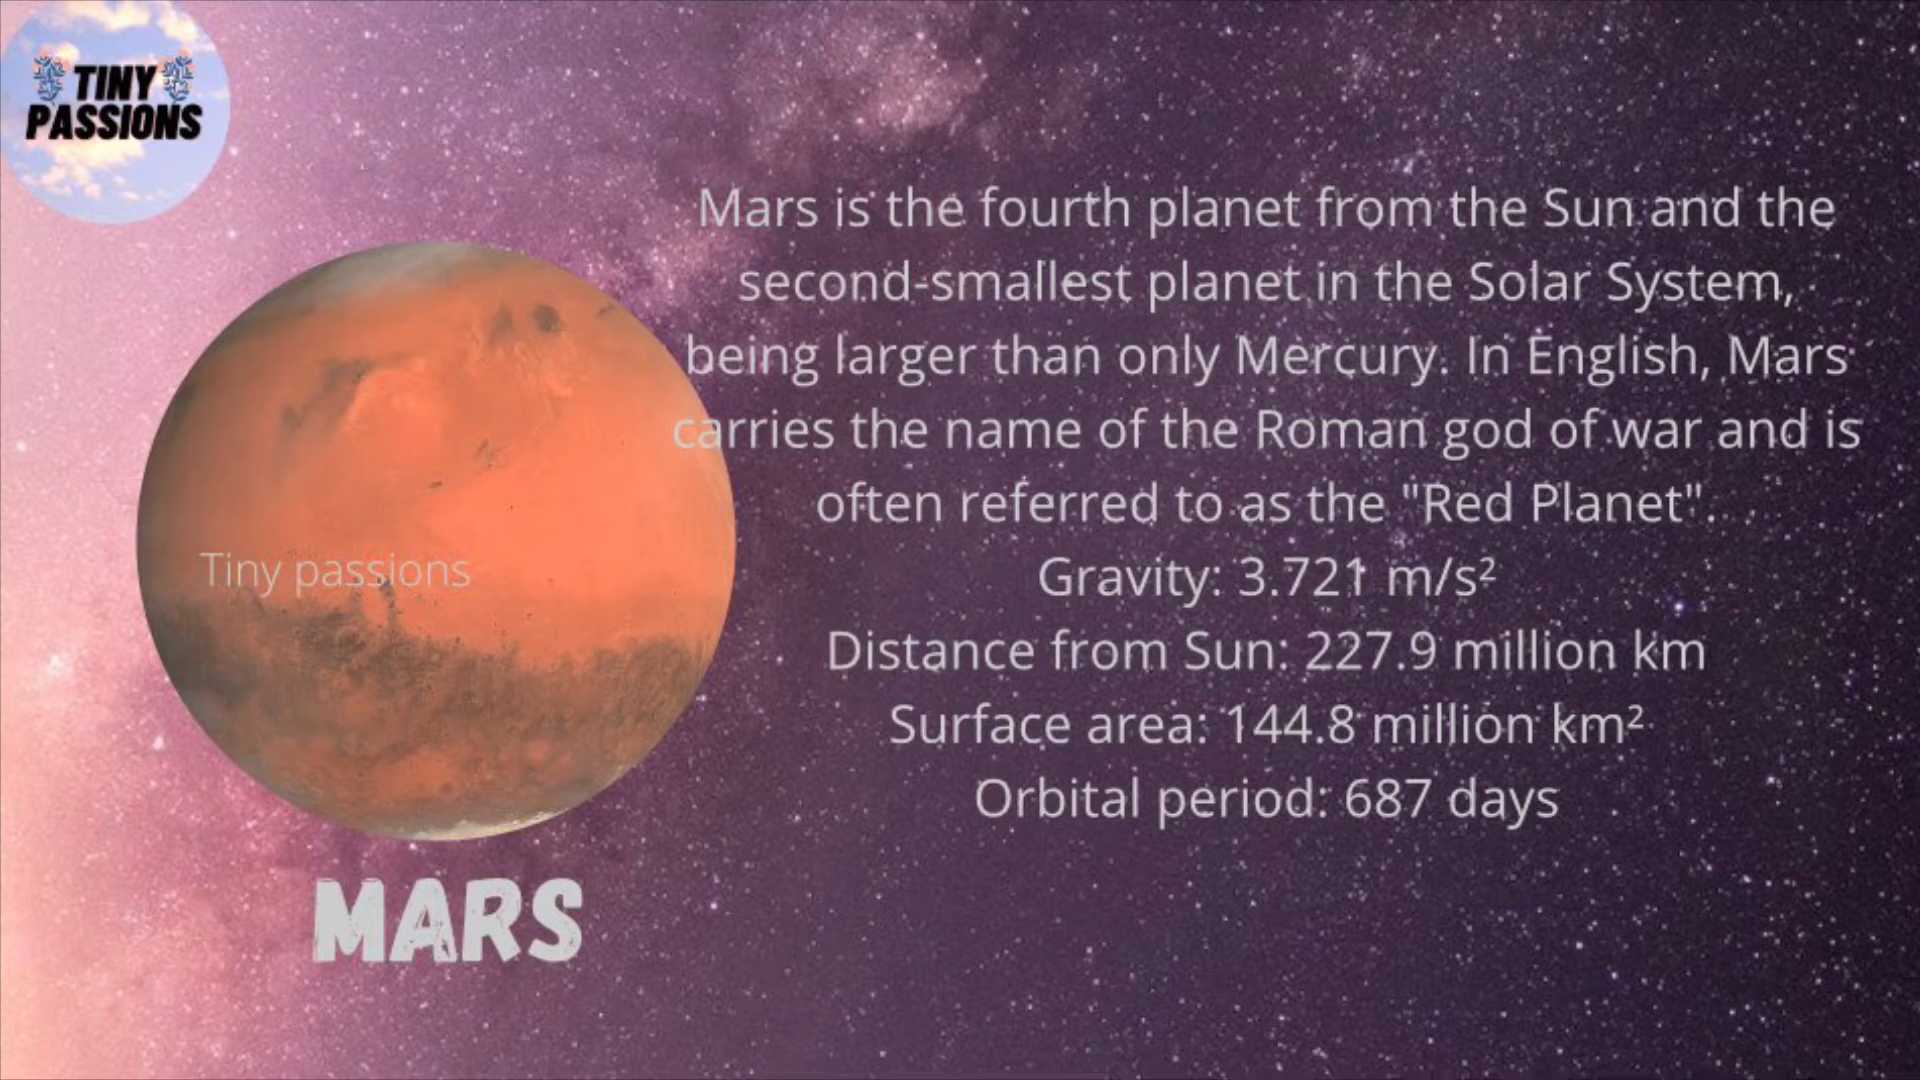 TINY
PASSIONS
Mars is the fourth planet from the Sun and the
second-smallest planet in the Solar System,
being larger than only Mercury. In English, Mars
carries the name of the Roman god of war and is
often referred to as the "Red Planet".
Gravity: 3.721 m/s²
Distance from Sun: 227.9 million km
Surface area: 144.8 million km²
Orbital period: 687 days
Tiny passions
MARS